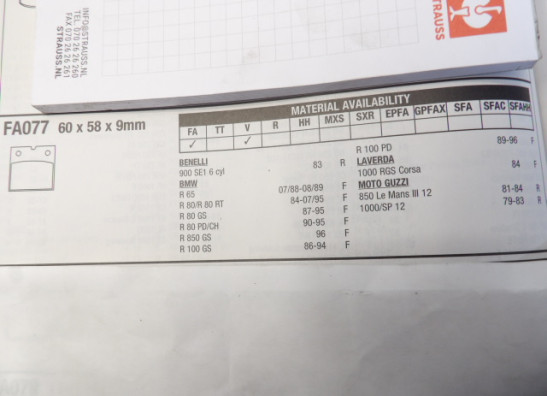 INFO@STRAUSS.NL
TEL. 070 26 26 260
FAX 070 26 26 261
STRAUSS.NL
STRAUSS
FA077 60 x 58 x 9mm
MATERIAL AVAILABILITY
FA TT V R HH MXS SXR EPFA GPFAX SFA SFAC SFAHH
✓ ✓
BENELLI
900 SE1 6 cyl 83 R
BMW
R 65 07/88-08/89 F
R 80/R 80 RT 84-07/95 F
R 80 GS 87-95 F
R 80 PD/CH 90-95 F
R 850 GS 96 F
R 100 GS 86-94 F
R 100 PD 89-96 F
LAVERDA
1000 RGS Corsa 84 F
MOTO GUZZI
850 Le Mans III 12 81-84 R
1000/SP 12 79-83 R